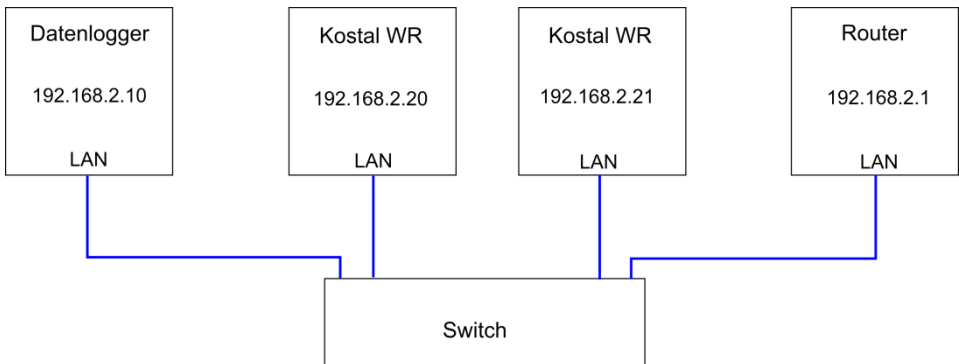 Datenlogger
192.168.2.10
LAN
Kostal WR
192.168.2.20
LAN
Kostal WR
192.168.2.21
LAN
Router
192.168.2.1
LAN
Switch